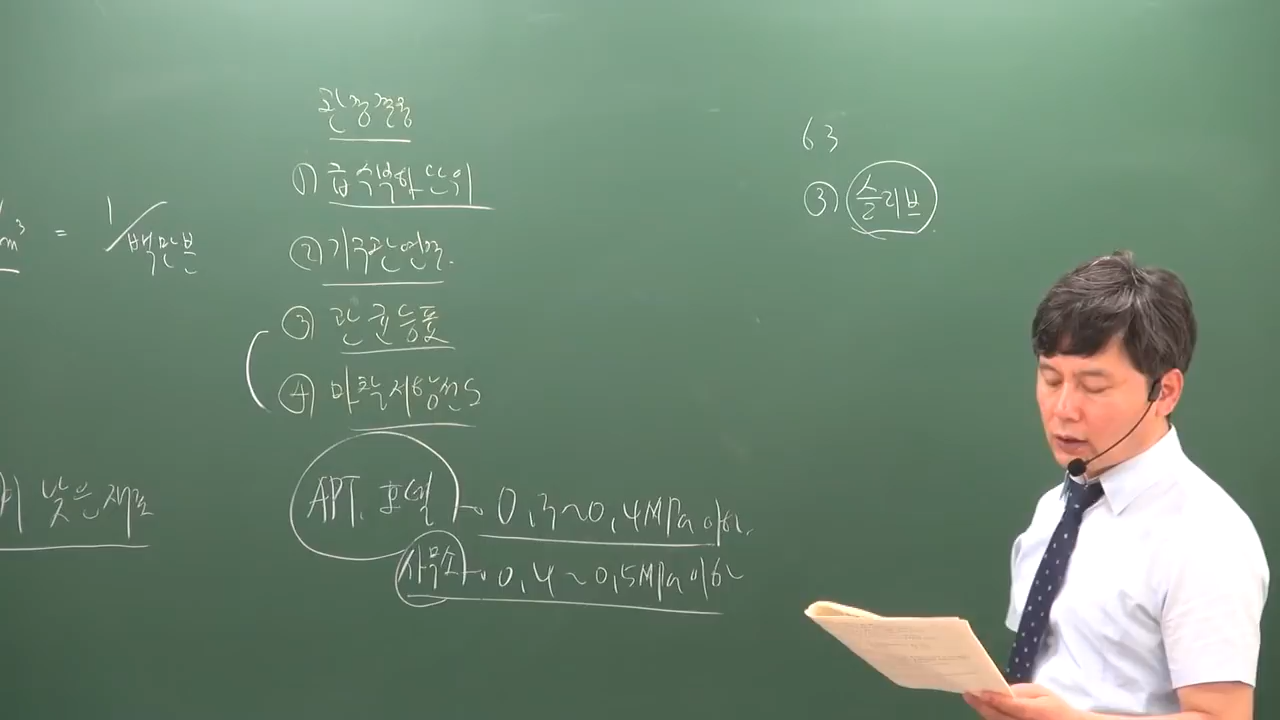 m³ = 1/백만분
낮은 재료
관경결정
① 급수부하단위
② 기구관연결
③ 관균등표
④ 마찰저항선도
APT. 호텔 → 0.3~0.4MPa 이하.
사무소 → 0.4~0.5MPa 이하
63
③ 슬리브